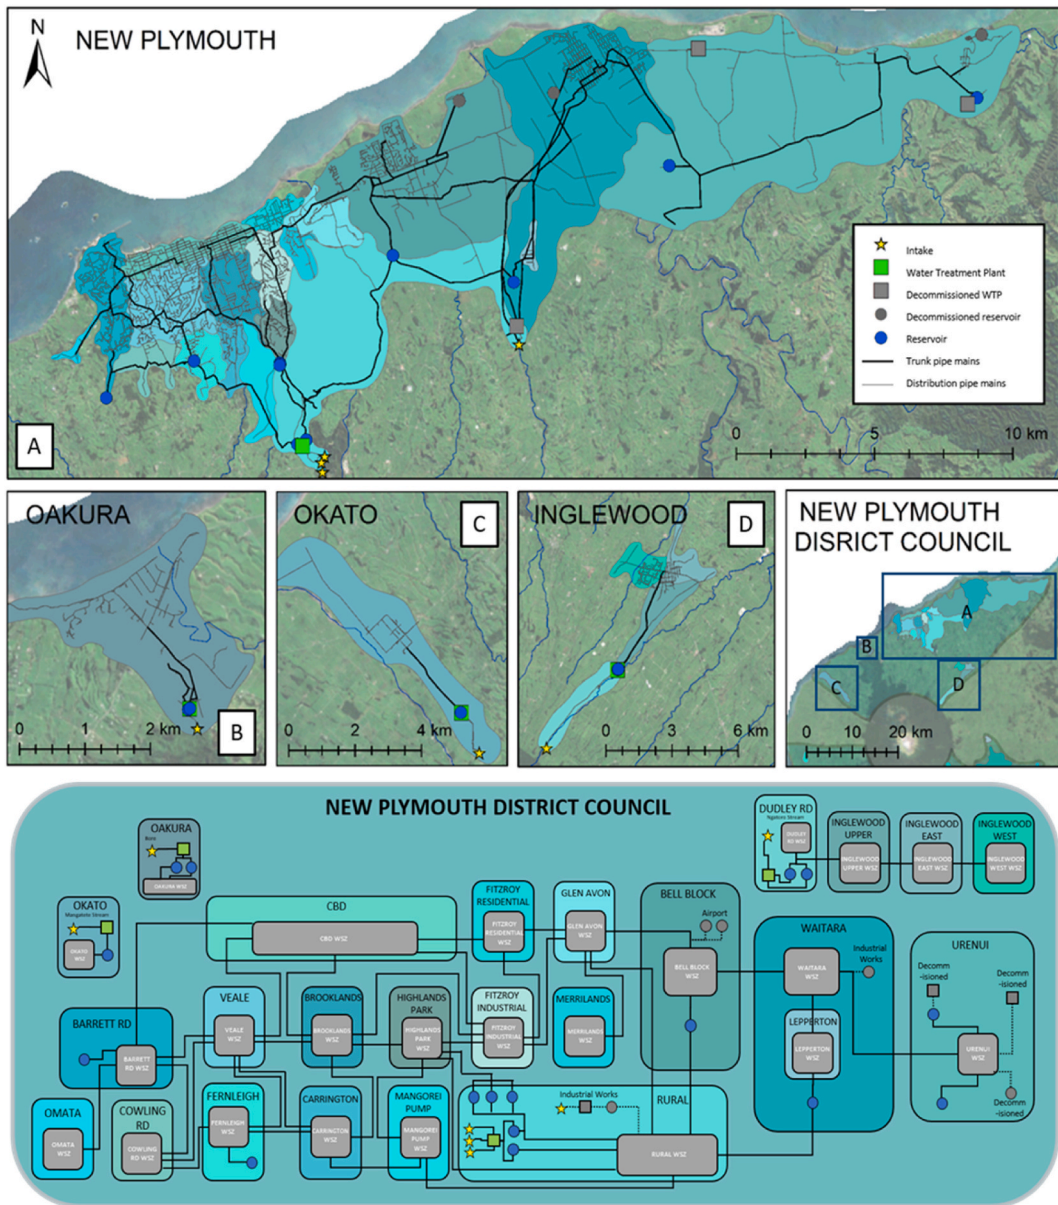 N
NEW PLYMOUTH
Intake
Water Treatment Plant
Decommissioned WTP
Decommissioned reservoir
Reservoir
Trunk pipe mains
Distribution pipe mains
A
0 5 10 km
OAKURA
0 1 2 km
B
OKATO
C
0 4 5 km
INGLEWOOD
D
0 3 6 km
NEW PLYMOUTH
DISRICT COUNCIL
A
B
C
D
0 20 km
NEW PLYMOUTH DISTRICT COUNCIL
OAKURA
OAKURA WSZ
DUDLEY RD
Ngatoro Stream
DUDLEY
RD WSZ
INGLEWOOD
UPPER
INGLEWOOD
UPPER WSZ
INGLEWOOD
EAST
INGLEWOOD
EAST WSZ
INGLEWOOD
WEST
INGLEWOOD
WEST WSZ
OKATO
OKATO
WSZ
CBD
CBD WSZ
FITZROY
RESIDENTIAL
FITZROY
RESIDENTIAL
WSZ
GLEN AVON
GLEN AVON
WSZ
BELL BLOCK
Airport
BELL BLOCK
WSZ
WAITARA
Industrial
Works
WAITARA
WSZ
URENUI
Decomm
-isioned
Decomm
-isioned
URENUI
WSZ
Decomm
-isioned
BARRETT RD
BARRETT
RD WSZ
VEALE
VEALE
WSZ
BROOKLANDS
BROOKLANDS
WSZ
HIGHLANDS
PARK
HIGHLANDS
PARK WSZ
FITZROY
INDUSTRIAL
FITZROY
INDUSTRIAL
WSZ
MERRILANDS
MERRILANDS
WSZ
LEPPERTON
LEPPERTON
WSZ
OMATA
OMATA
WSZ
COWLING
RD
COWLING
RD WSZ
FERNLEIGH
FERNLEIGH
WSZ
CARRINGTON
CARRINGTON
WSZ
MANGOREI
PUMP
MANGOREI
PUMP WSZ
Industrial Works
RURAL
RURAL WSZ